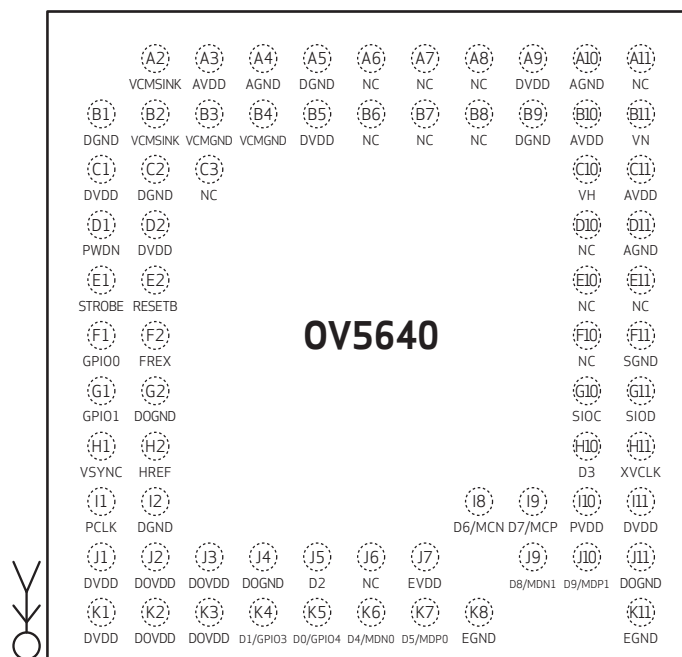 A2 A3 A4 A5 A6 A7 A8 A9 A10 A11
VCMSINK AVDD AGND DGND NC NC NC DVDD AGND NC
B1 B2 B3 B4 B5 B6 B7 B8 B9 B10 B11
DGND VCMSINK VCMGND VCMGND DVDD NC NC NC DGND AVDD VN
C1 C2 C3 C10 C11
DVDD DGND NC VH AVDD
D1 D2 D10 D11
PWDN DVDD NC AGND
E1 E2 E10 E11
STROBE RESETB NC NC
F1 F2 OV5640 F10 F11
GPIO0 FREX NC SGND
G1 G2 G10 G11
GPIO1 DOGND SIOC SIOD
H1 H2 H10 H11
VSYNC HREF D3 XVCLK
I1 I2 I8 I9 I10 I11
PCLK DGND D6/MCN D7/MCP PVDD DVDD
J1 J2 J3 J4 J5 J6 J7 J9 J10 J11
DVDD DOVDD DOVDD DOGND D2 NC EVDD D8/MDN1 D9/MDP1 DOGND
K1 K2 K3 K4 K5 K6 K7 K8 K11
DVDD DOVDD DOVDD D1/GPIO3 D0/GPIO4 D4/MDN0 D5/MDP0 EGND EGND